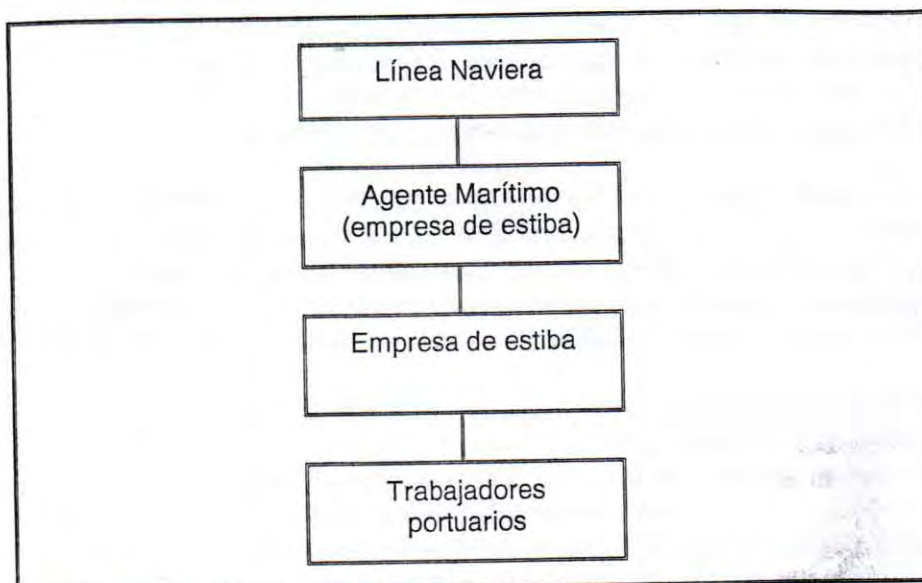 Línea Naviera
Agente Marítimo
(empresa de estiba)
Empresa de estiba
Trabajadores
portuarios